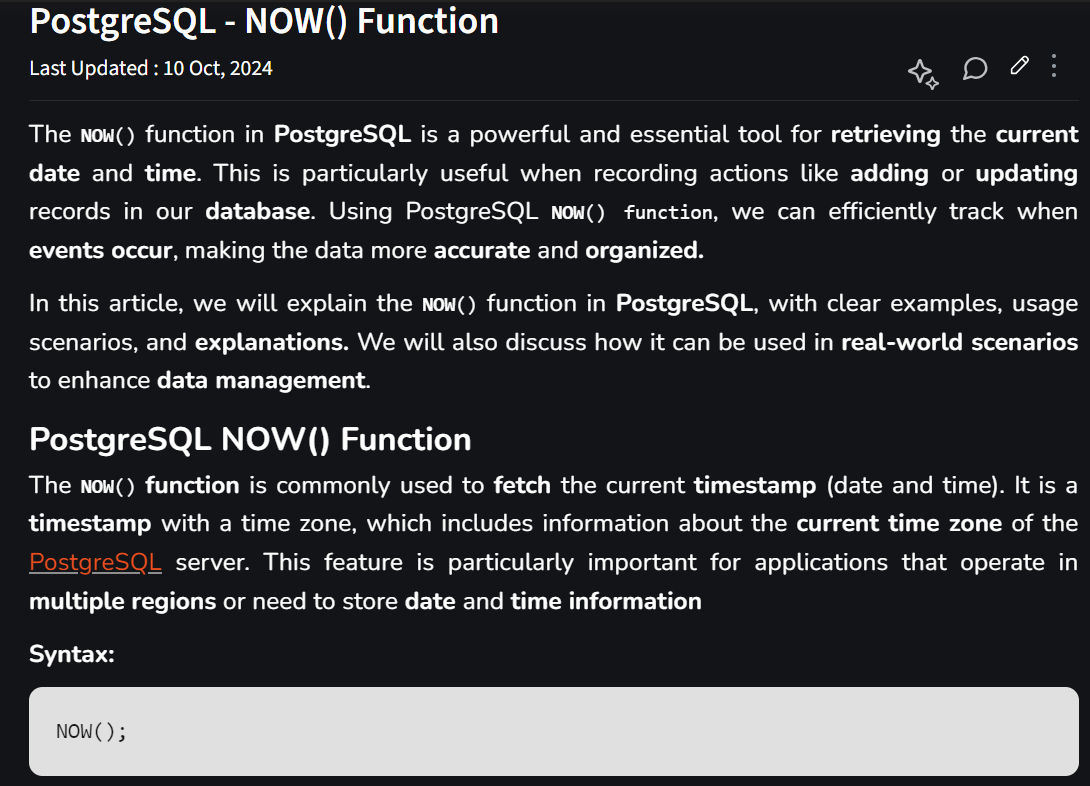 PostgreSQL - NOW() Function
Last Updated : 10 Oct, 2024
The NOW() function in PostgreSQL is a powerful and essential tool for retrieving the current
date and time. This is particularly useful when recording actions like adding or updating
records in our database. Using PostgreSQL NOW() function, we can efficiently track when
events occur, making the data more accurate and organized.
In this article, we will explain the NOW() function in PostgreSQL, with clear examples, usage
scenarios, and explanations. We will also discuss how it can be used in real-world scenarios
to enhance data management.
PostgreSQL NOW() Function
The NOW() function is commonly used to fetch the current timestamp (date and time). It is a
timestamp with a time zone, which includes information about the current time zone of the
PostgreSQL server. This feature is particularly important for applications that operate in
multiple regions or need to store date and time information
Syntax:
NOW();